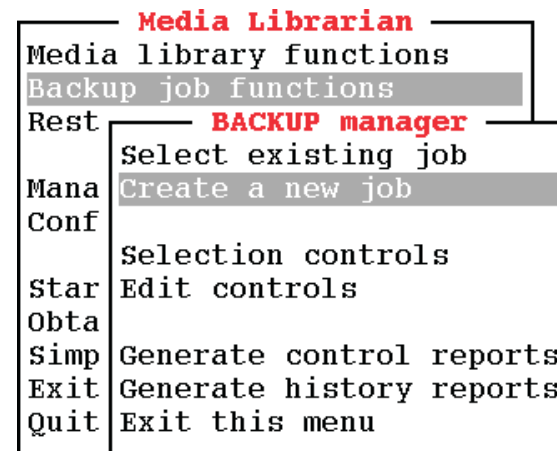 Media Librarian
Media library functions
Backup job functions
Rest
BACKUP manager
Select existing job
Mana
Create a new job
Conf
Selection controls
Star
Edit controls
Obta
Simp
Generate control reports
Exit
Generate history reports
Quit
Exit this menu